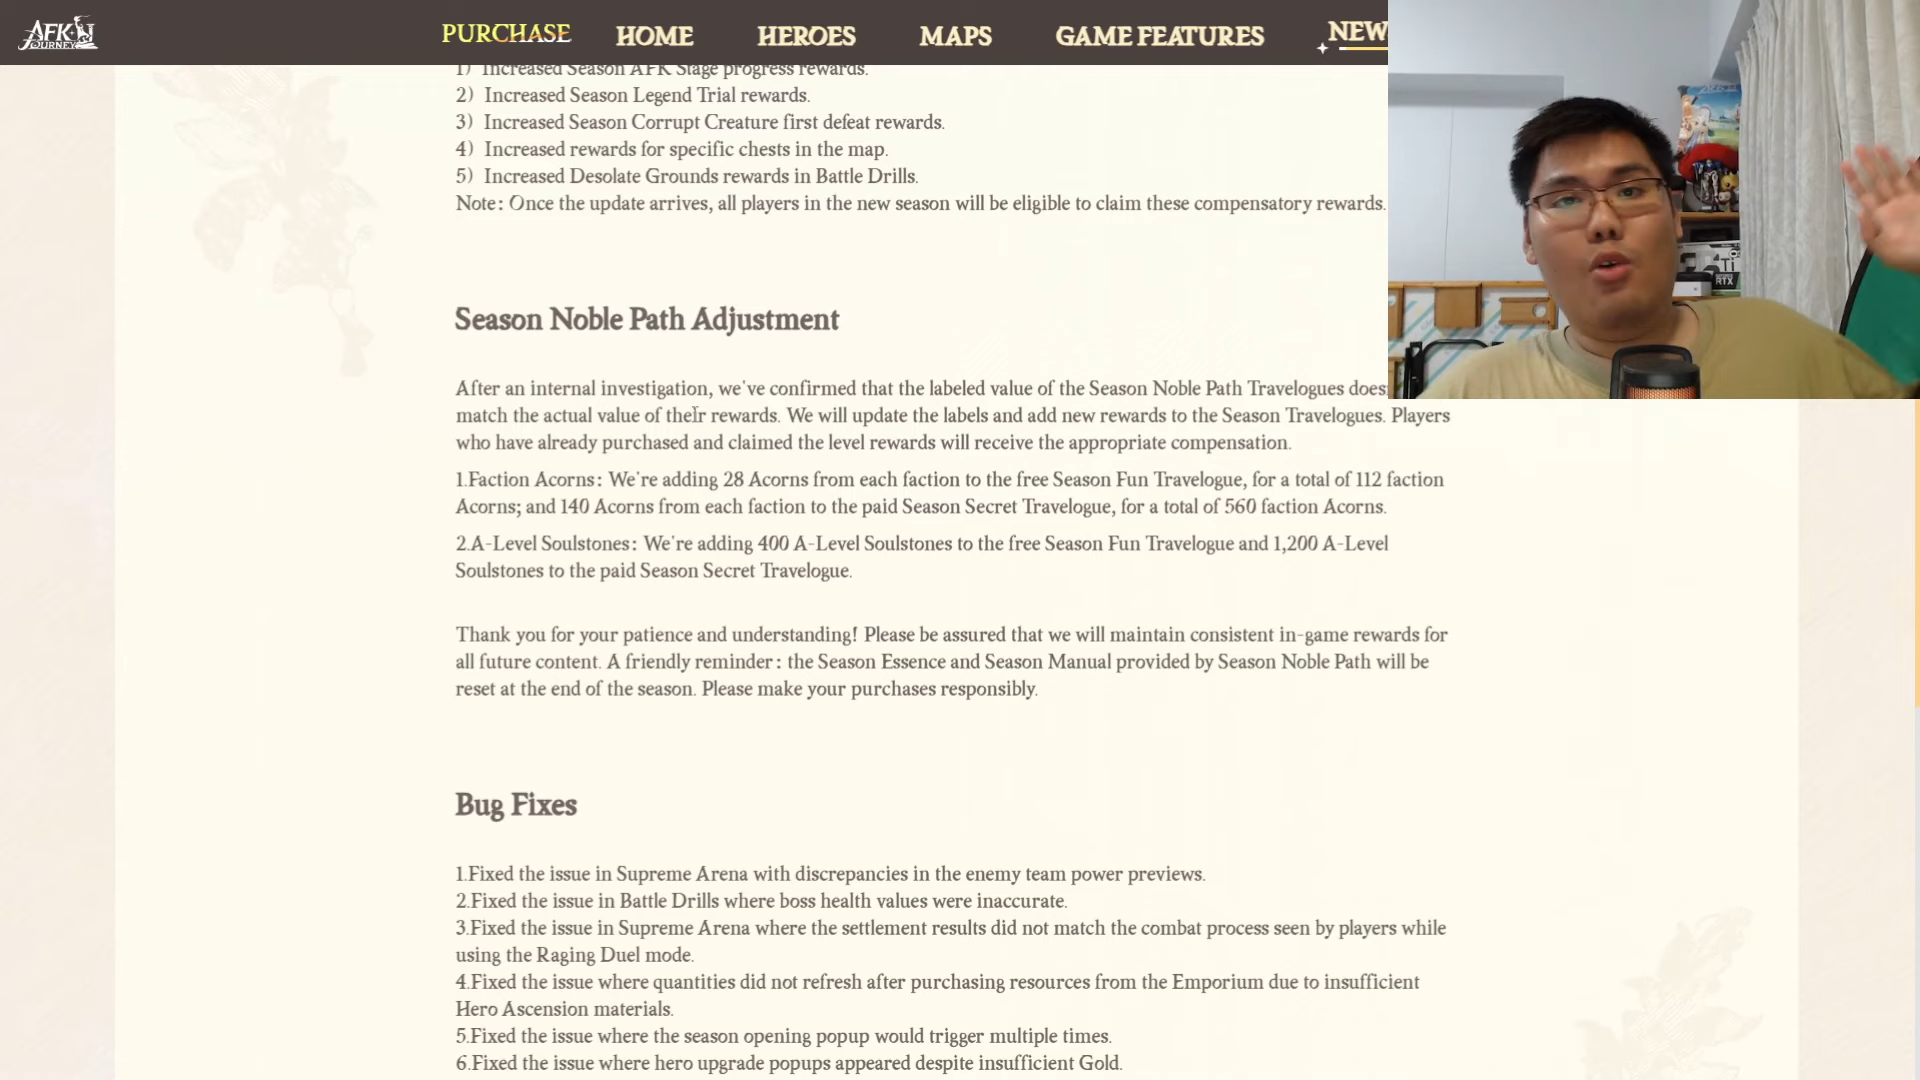 AFK
JOURNEY
PURCHASE
HOME
HEROES
MAPS
GAME FEATURES
NEW
1) Increased Season AFK Stage progress rewards.
2) Increased Season Legend Trial rewards.
3) Increased Season Corrupt Creature first defeat rewards.
4) Increased rewards for specific chests in the map.
5) Increased Desolate Grounds rewards in Battle Drills.
Note: Once the update arrives, all players in the new season will be eligible to claim these compensatory rewards.
Season Noble Path Adjustment
After an internal investigation, we've confirmed that the labeled value of the Season Noble Path Travelogues does
match the actual value of their rewards. We will update the labels and add new rewards to the Season Travelogues. Players
who have already purchased and claimed the level rewards will receive the appropriate compensation.
1.Faction Acorns: We're adding 28 Acorns from each faction to the free Season Fun Travelogue, for a total of 112 faction
Acorns; and 140 Acorns from each faction to the paid Season Secret Travelogue, for a total of 560 faction Acorns.
2.A-Level Soulstones: We're adding 400 A-Level Soulstones to the free Season Fun Travelogue and 1,200 A-Level
Soulstones to the paid Season Secret Travelogue.
Thank you for your patience and understanding! Please be assured that we will maintain consistent in-game rewards for
all future content. A friendly reminder: the Season Essence and Season Manual provided by Season Noble Path will be
reset at the end of the season. Please make your purchases responsibly.
Bug Fixes
1.Fixed the issue in Supreme Arena with discrepancies in the enemy team power previews.
2.Fixed the issue in Battle Drills where boss health values were inaccurate.
3.Fixed the issue in Supreme Arena where the settlement results did not match the combat process seen by players while
using the Raging Duel mode.
4.Fixed the issue where quantities did not refresh after purchasing resources from the Emporium due to insufficient
Hero Ascension materials.
5.Fixed the issue where the season opening popup would trigger multiple times.
6.Fixed the issue where hero upgrade popups appeared despite insufficient Gold.
Ti
RTX